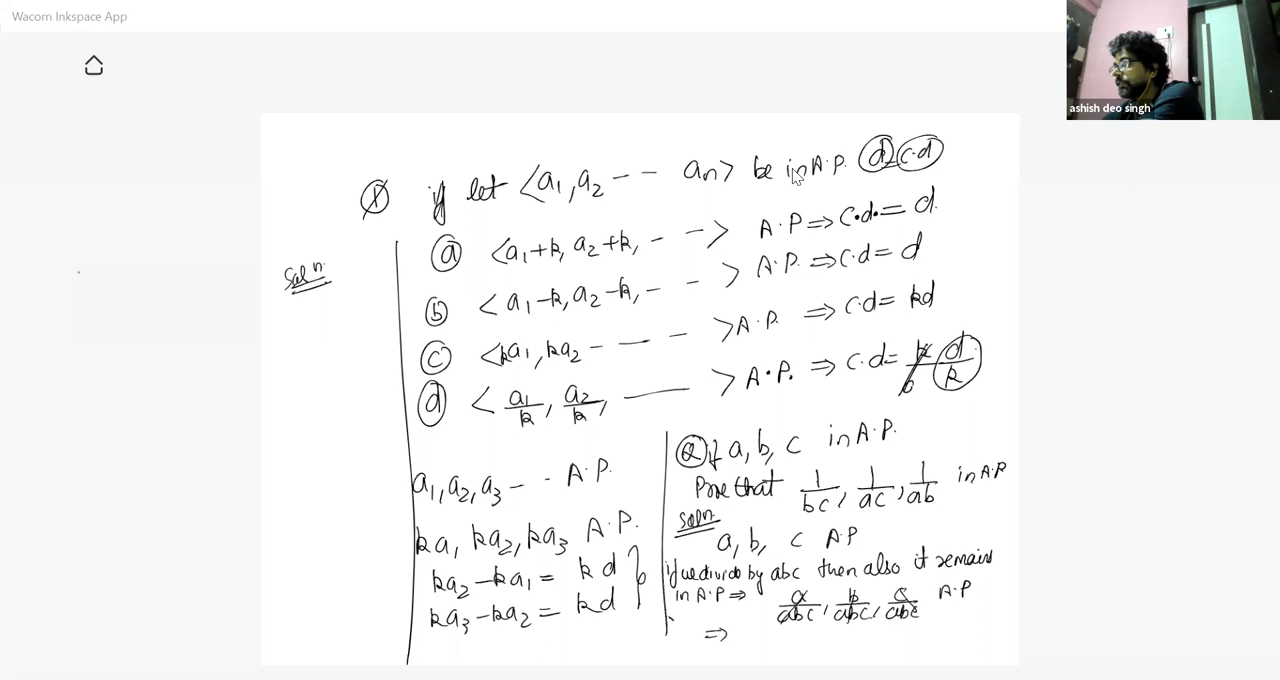 Wacom Inkspace App
ashish deo singh
① if let <a₁, a₂ - - aₙ> be in A.P. ⓓ=c.d
ⓐ <a₁+k, a₂+k, - - > A.P ⇒ c.d. = d.
ⓑ <a₁-k, a₂-k, - - > A.P. ⇒ c.d = d
Solⁿ.
ⓒ <ka₁, ka₂ - — - > A.P. ⇒ c.d = kd
ⓓ < a₁/k, a₂/k, —— > A.P. ⇒ c.d = d/k
a₁, a₂, a₃ - - A.P.
ka₁ ka₂, ka₃ A.P.
ka₂ - ka₁ = kd
ka₃ - ka₂ = kd
Ⓠ if a, b, c in A.P.
Prove that 1/bc, 1/ac, 1/ab in A.P
Solⁿ.
a, b, c A.P
if we divide by abc then also it remains
in A.P ⇒ a/abc, b/abc, c/abc A.P
⇒